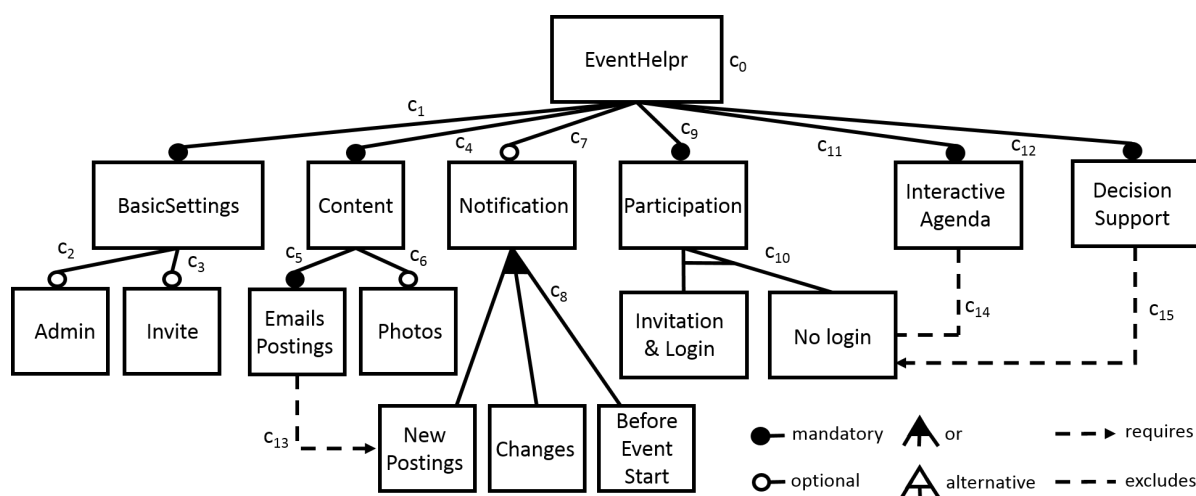 EventHelpr
c0
c1
c4
c7
c9
c11
c12
BasicSettings
Content
Notification
Participation
Interactive
Agenda
Decision
Support
c2
c3
c5
c6
c8
c10
Admin
Invite
Emails
Postings
Photos
Invitation
& Login
No login
c14
c15
c13
New
Postings
Changes
Before
Event
Start
mandatory
or
requires
optional
alternative
excludes